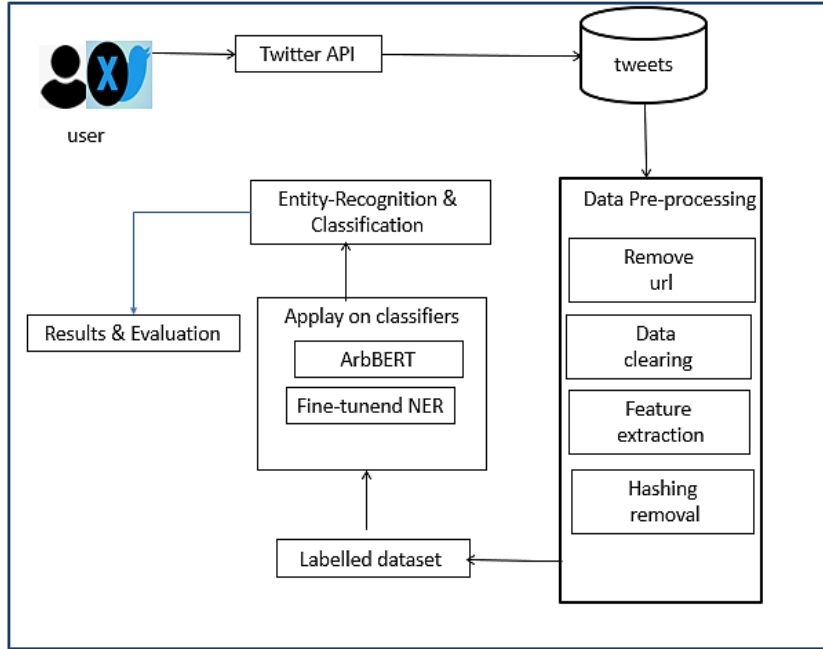 X
user
Twitter API
tweets
Data Pre-processing
Remove
url
Data
clearing
Feature
extraction
Hashing
removal
Labelled dataset
Applay on classifiers
ArbBERT
Fine-tunend NER
Entity-Recognition &
Classification
Results & Evaluation